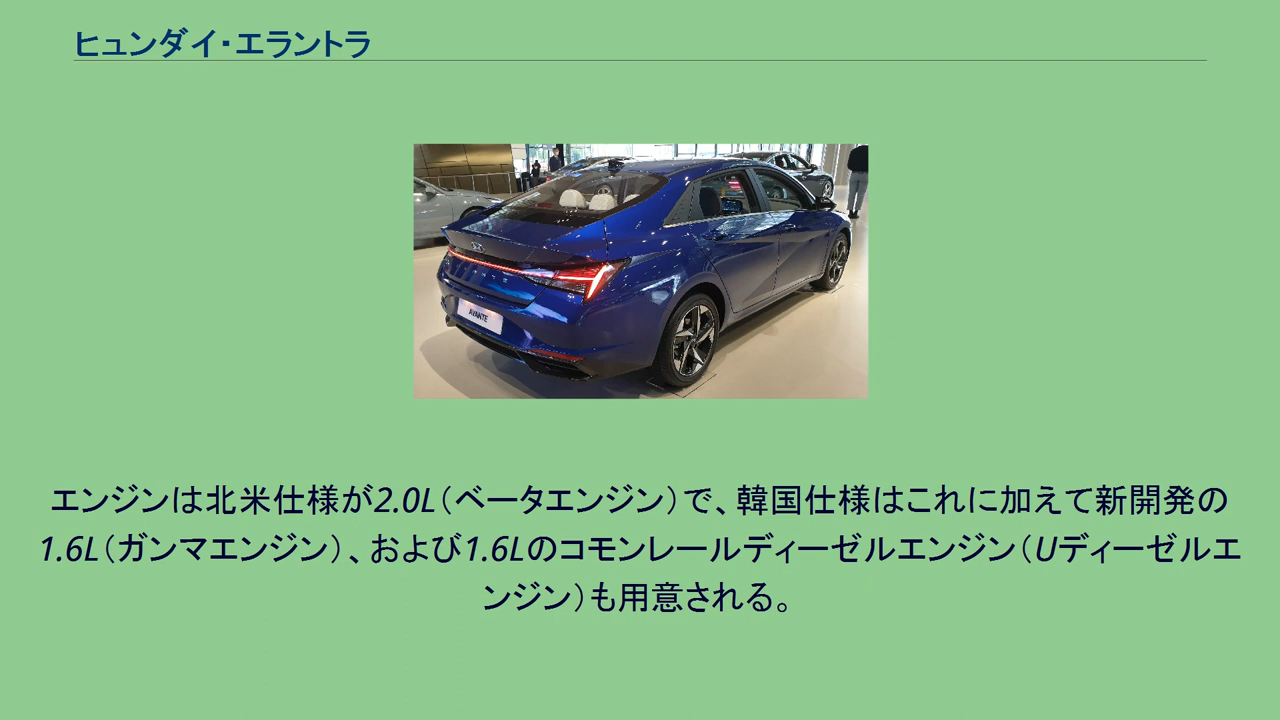 ヒュンダイ・エラントラ
AVANTE
エンジンは北米仕様が2.0L（ベータエンジン）で、韓国仕様はこれに加えて新開発の
1.6L（ガンマエンジン）、および1.6Lのコモンレールディーゼルエンジン（Uディーゼルエ
ンジン）も用意される。